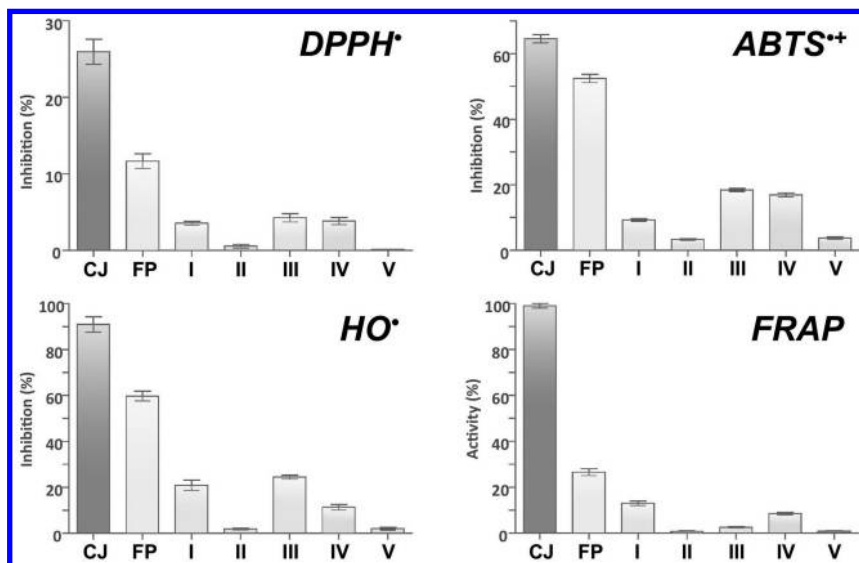 30
20
10
0
Inhibition (%)
DPPH•
CJ FP I II III IV V
60
40
20
0
Inhibition (%)
ABTS•+
CJ FP I II III IV V
100
80
60
40
20
0
Inhibition (%)
HO•
CJ FP I II III IV V
100
80
60
40
20
0
Activity (%)
FRAP
CJ FP I II III IV V